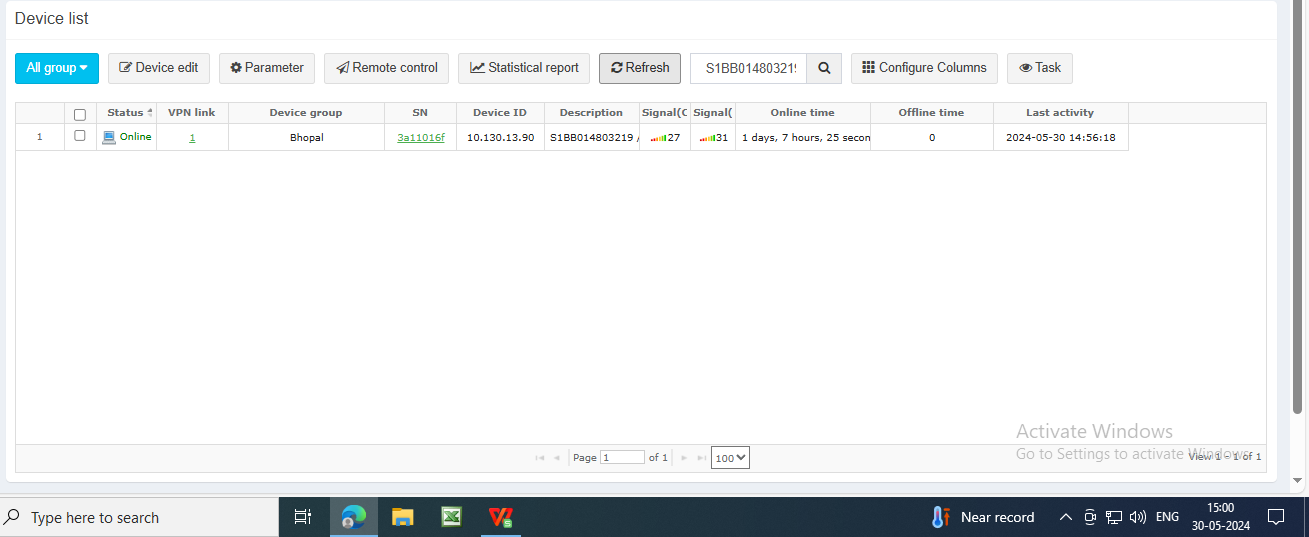 Device list
All group Device edit Parameter Remote control Statistical report Refresh S1BB014803219 Configure Columns Task
Status VPN link Device group SN Device ID Description Signal(C Signal( Online time Offline time Last activity
1 Online 1 Bhopal 3a11016f 10.130.13.90 S1BB014803219 / 27 31 1 days, 7 hours, 25 secon 0 2024-05-30 14:56:18
Activate Windows
Go to Settings to activate Windows.
Page 1 of 1 100 View 1 - 1 of 1
Type here to search Near record ENG 15:00
30-05-2024